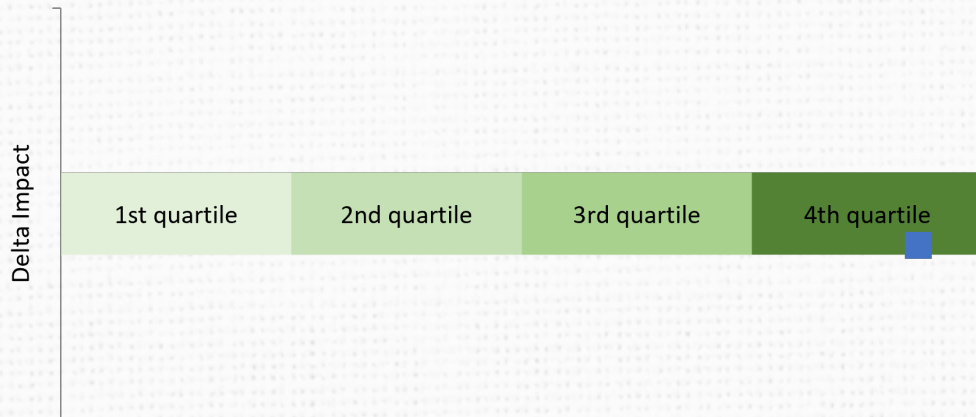 Delta Impact
1st quartile
2nd quartile
3rd quartile
4th quartile